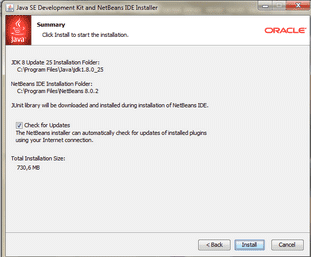 Java SE Development Kit and NetBeans IDE Installer
Java
Summary
Click Install to start the installation.
ORACLE
JDK 8 Update 25 Installation Folder:
C:\Program Files\Java\jdk1.8.0_25
NetBeans IDE Installation Folder:
C:\Program Files\NetBeans 8.0.2
JUnit library will be downloaded and installed during installation of NetBeans IDE.
Check for Updates
The NetBeans installer can automatically check for updates of installed plugins
using your Internet connection.
Total Installation Size:
730,6 MB
< Back
Install
Cancel